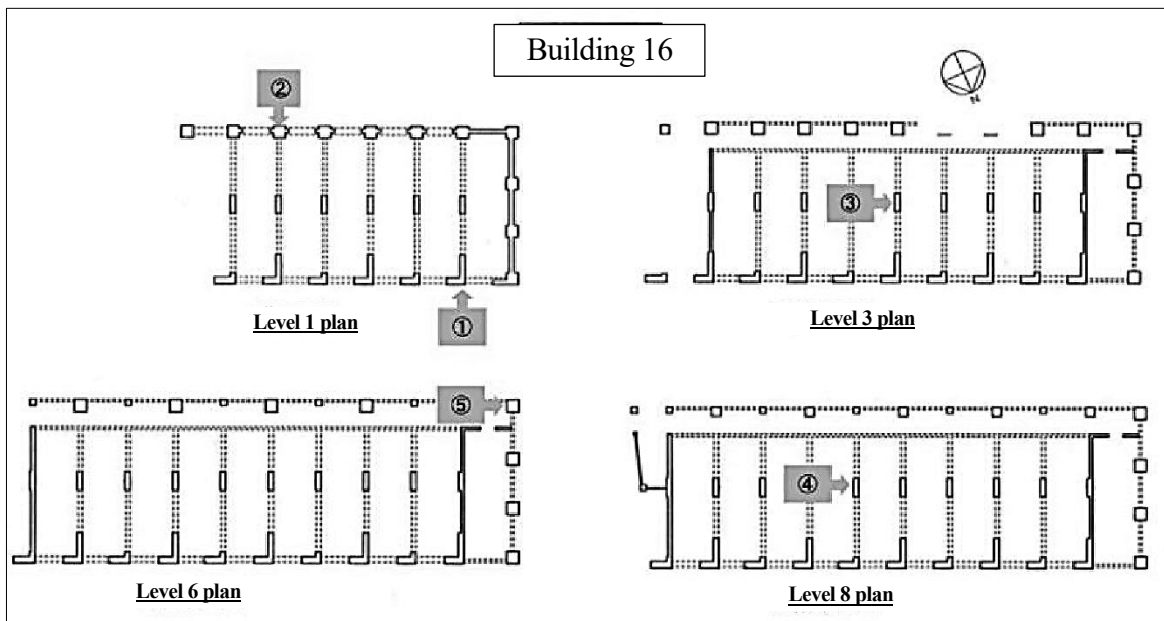 Building 16
②
N
③
Level 1 plan
①
Level 3 plan
⑤
④
Level 6 plan
Level 8 plan